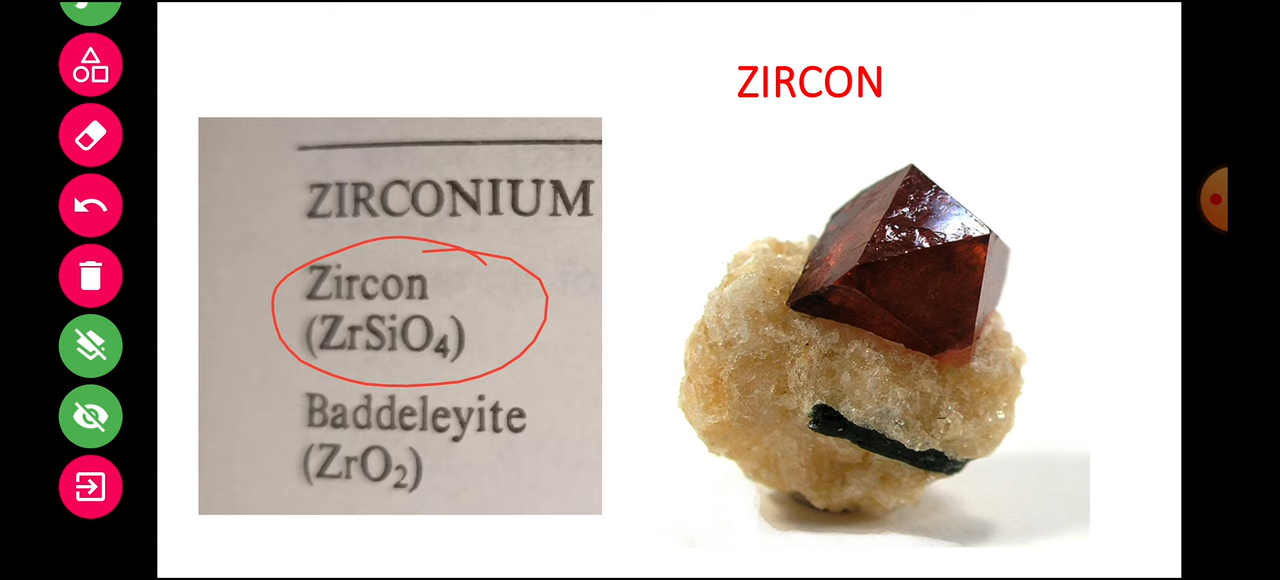 ZIRCON
ZIRCONIUM
Zircon
(ZrSiO₄)
Baddeleyite
(ZrO₂)